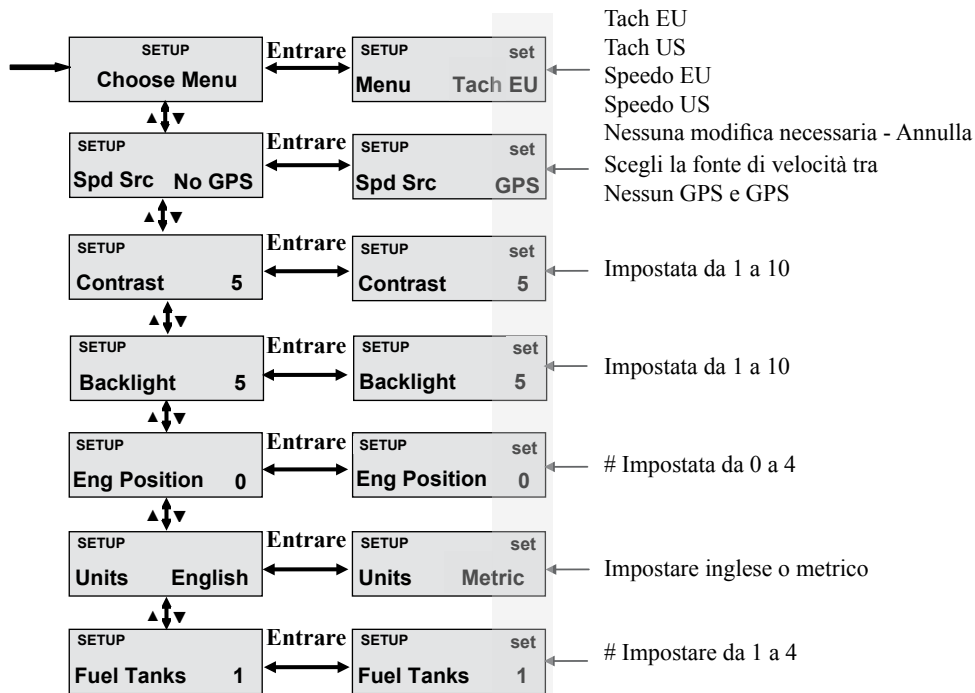 Tach EU
Tach US
Speedo EU
Speedo US
Nessuna modifica necessaria - Annulla
SETUP
Choose Menu
Entrare
SETUP set
Menu Tach EU
▲▼
SETUP
Spd Src No GPS
Entrare
SETUP set
Spd Src GPS
Scegli la fonte di velocità tra
Nessun GPS e GPS
▲▼
SETUP
Contrast 5
Entrare
SETUP set
Contrast 5
Impostata da 1 a 10
▲▼
SETUP
Backlight 5
Entrare
SETUP set
Backlight 5
Impostata da 1 a 10
▲▼
SETUP
Eng Position 0
Entrare
SETUP set
Eng Position 0
# Impostata da 0 a 4
▲▼
SETUP
Units English
Entrare
SETUP set
Units Metric
Impostare inglese o metrico
▲▼
SETUP
Fuel Tanks 1
Entrare
SETUP set
Fuel Tanks 1
# Impostare da 1 a 4